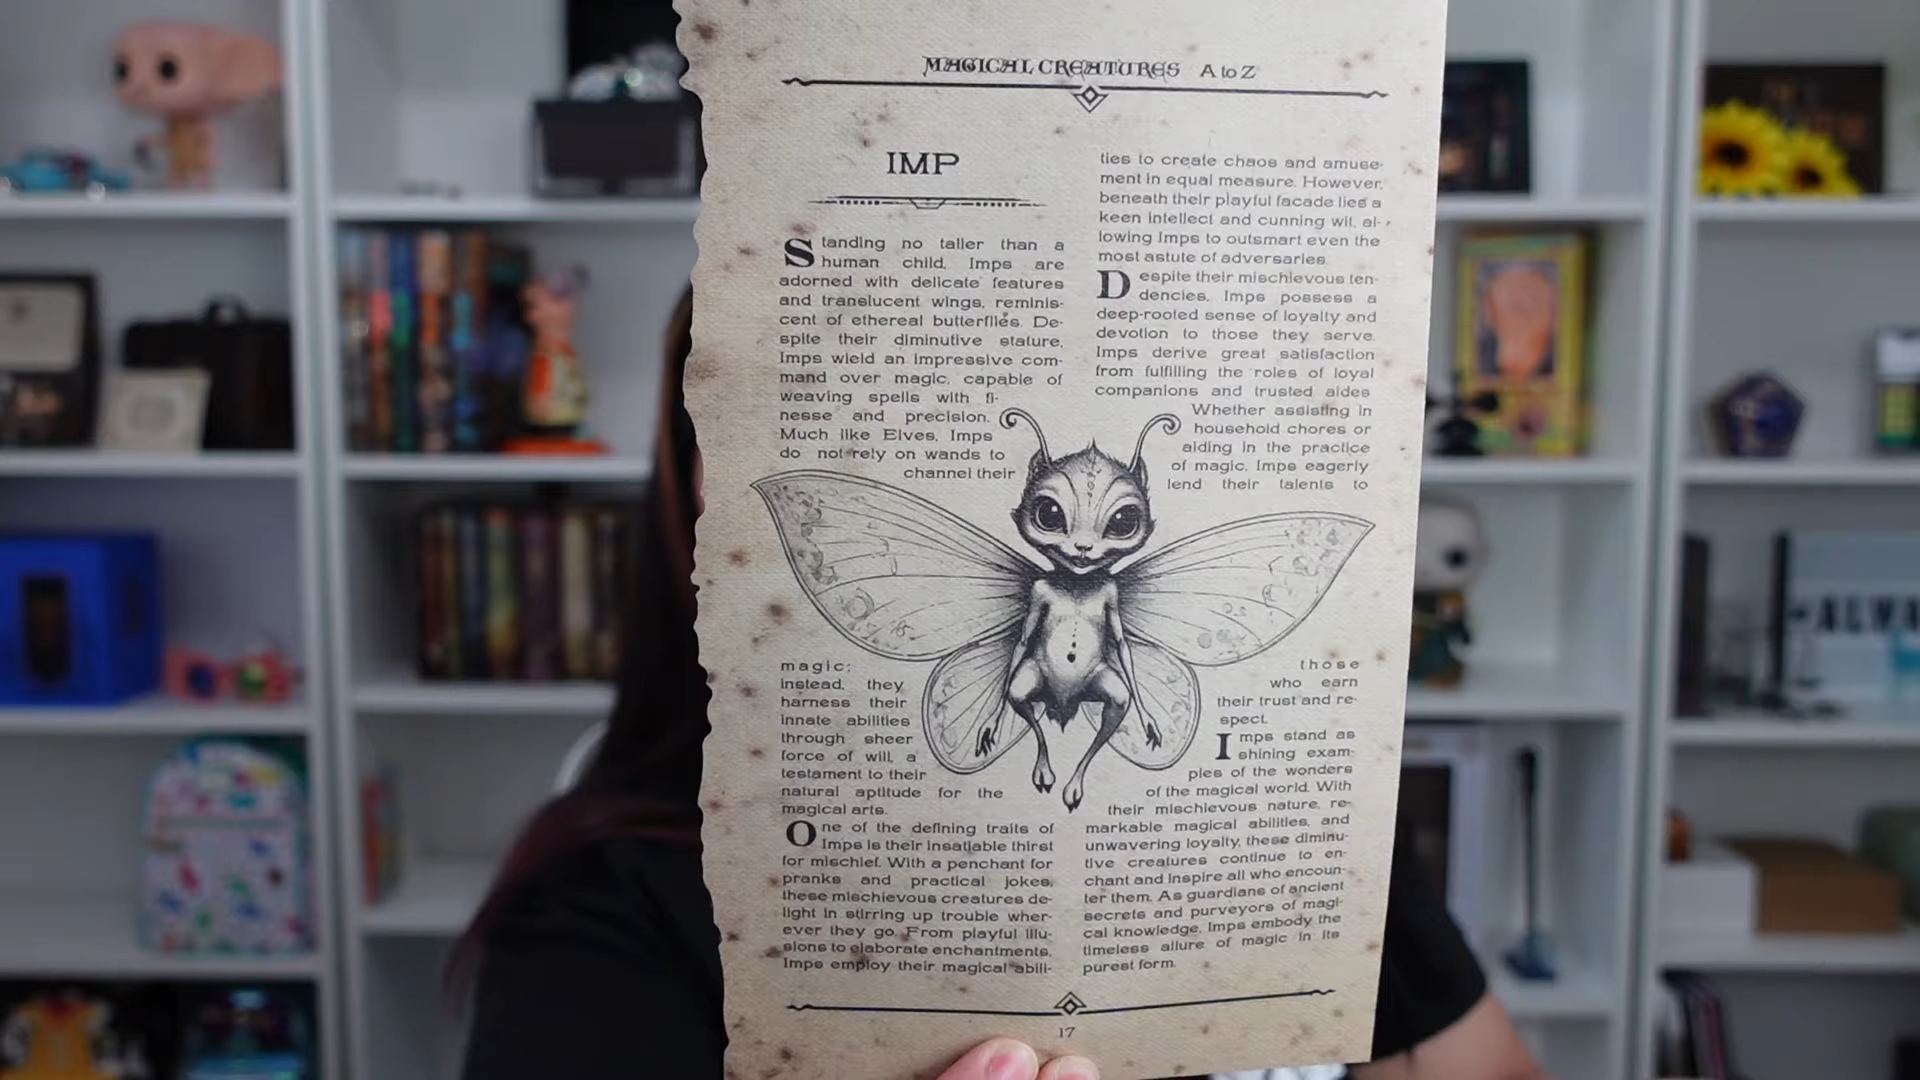 MAGICAL CREATURES A to Z
IMP
Standing no taller than a
human child, Imps are
adorned with delicate features
and translucent wings, reminis-
cent of ethereal butterflies. De-
spite their diminutive stature,
Imps wield an impressive com-
mand over magic, capable of
weaving spells with fi-
nesse and precision.
Much like Elves, Imps
do not rely on wands to
channel their
magic;
instead, they
harness their
innate abilities
through sheer
force of will, a
testament to their
natural aptitude for the
magical arts.
One of the defining traits of
Imps is their insatiable thirst
for mischief. With a penchant for
pranks and practical jokes,
these mischievous creatures de-
light in stirring up trouble wher-
ever they go. From playful illu-
sions to elaborate enchantments,
Imps employ their magical abili-
ties to create chaos and amuse-
ment in equal measure. However,
beneath their playful facade lies a
keen intellect and cunning wit, al-
lowing Imps to outsmart even the
most astute of adversaries.
Despite their mischievous ten-
dencies, Imps possess a
deep-rooted sense of loyalty and
devotion to those they serve.
Imps derive great satisfaction
from fulfilling the roles of loyal
companions and trusted aides
Whether assisting in
household chores or
aiding in the practice
of magic, Imps eagerly
lend their talents to
those
who earn
their trust and re-
spect.
Imps stand as
shining exam-
ples of the wonders
of the magical world. With
their mischievous nature, re-
markable magical abilities, and
unwavering loyalty, these diminu-
tive creatures continue to en-
chant and inspire all who encoun-
ter them. As guardians of ancient
secrets and purveyors of magi-
cal knowledge, Imps embody the
timeless allure of magic in its
purest form.
17